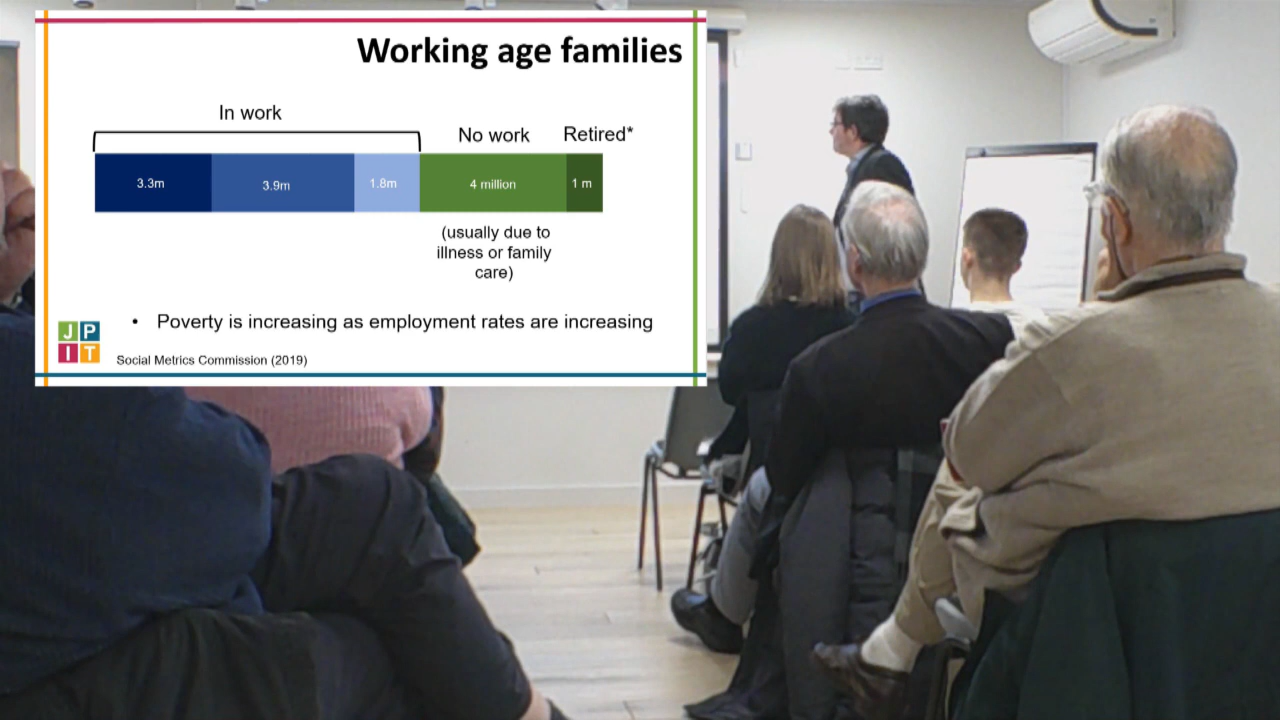 Working age families
In work
No work
Retired*
3.3m
3.9m
1.8m
4 million
1 m
(usually due to
illness or family
care)
• Poverty is increasing as employment rates are increasing
J P
I T
Social Metrics Commission (2019)